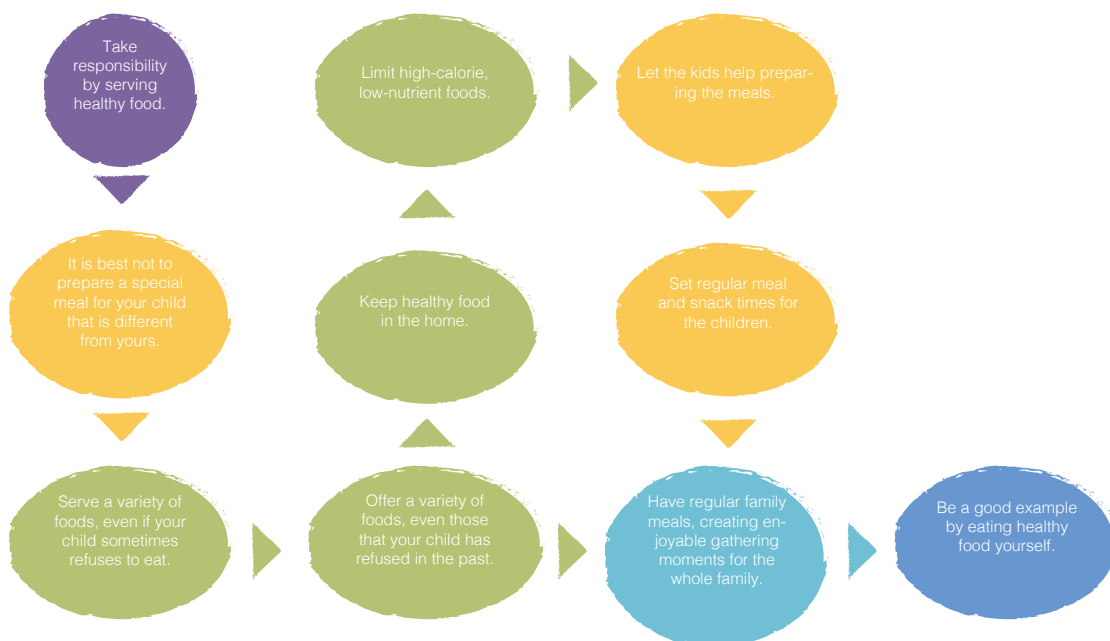 Take
responsibility
by serving
healthy food.
It is best not to
prepare a special
meal for your child
that is different
from yours.
Serve a variety of
foods, even if your
child sometimes
refuses to eat.
Offer a variety of
foods, even those
that your child has
refused in the past.
Keep healthy food
in the home.
Limit high-calorie,
low-nutrient foods.
Let the kids help prepar-
ing the meals.
Set regular meal
and snack times for
the children.
Have regular family
meals, creating en-
joyable gathering
moments for the
whole family.
Be a good example
by eating healthy
food yourself.